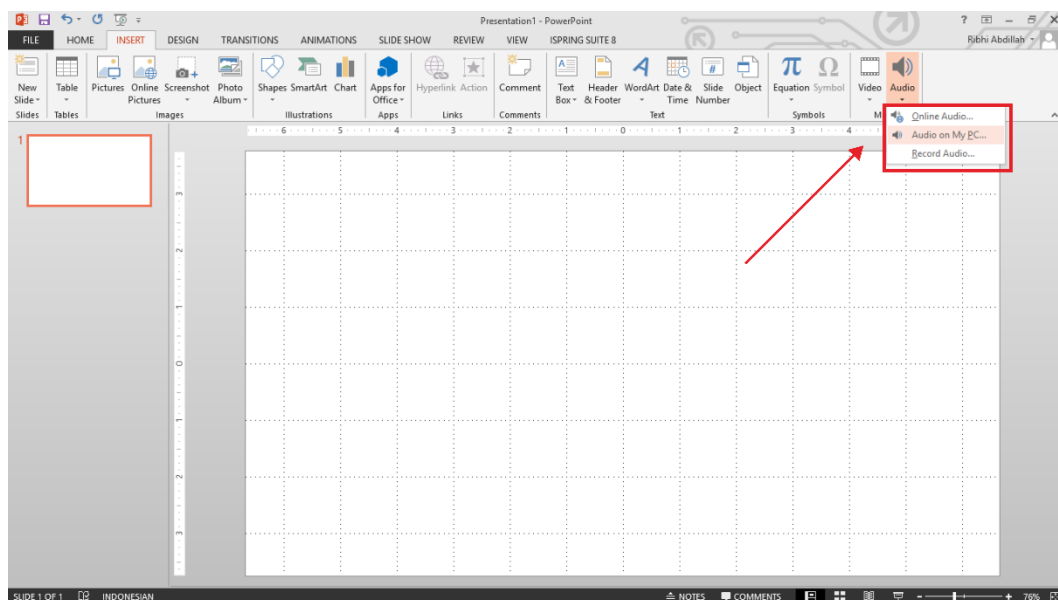 Presentation1 - PowerPoint
?
FILE HOME INSERT DESIGN TRANSITIONS ANIMATIONS SLIDE SHOW REVIEW VIEW ISPRING SUITE 8 Ribhi Abdillah
New Slide Table Pictures Online Pictures Screenshot Photo Album Shapes SmartArt Chart Apps for Office Hyperlink Action Comment Text Box Header & Footer WordArt Date & Time Slide Number Object Equation Symbol Video Audio
Slides Tables Images Illustrations Apps Links Comments Text Symbols M
Online Audio...
Audio on My PC...
Record Audio...
6 5 4 3 2 1 0 1 2 3 4
1
3
2
1
0
1
2
3
SLIDE 1 OF 1 INDONESIAN NOTES COMMENTS 76%